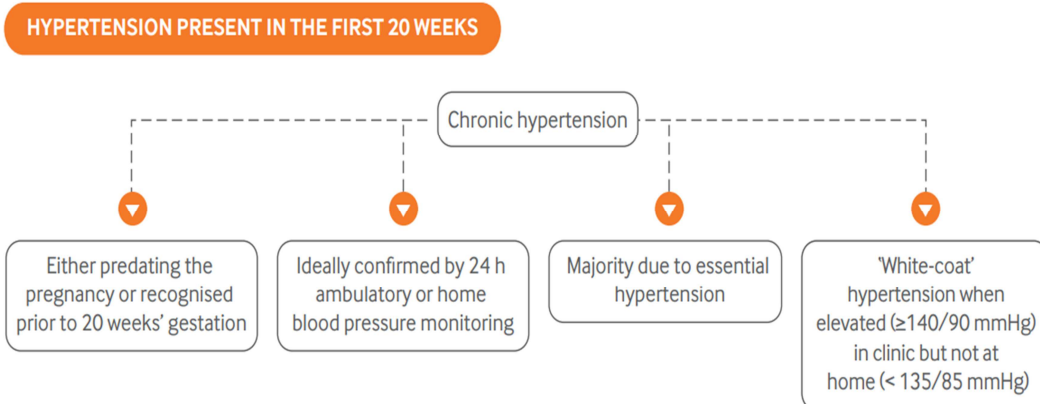 HYPERTENSION PRESENT IN THE FIRST 20 WEEKS
Chronic hypertension
Either predating the
pregnancy or recognised
prior to 20 weeks’ gestation
Ideally confirmed by 24 h
ambulatory or home
blood pressure monitoring
Majority due to essential
hypertension
‘White-coat’
hypertension when
elevated (≥140/90 mmHg)
in clinic but not at
home (< 135/85 mmHg)